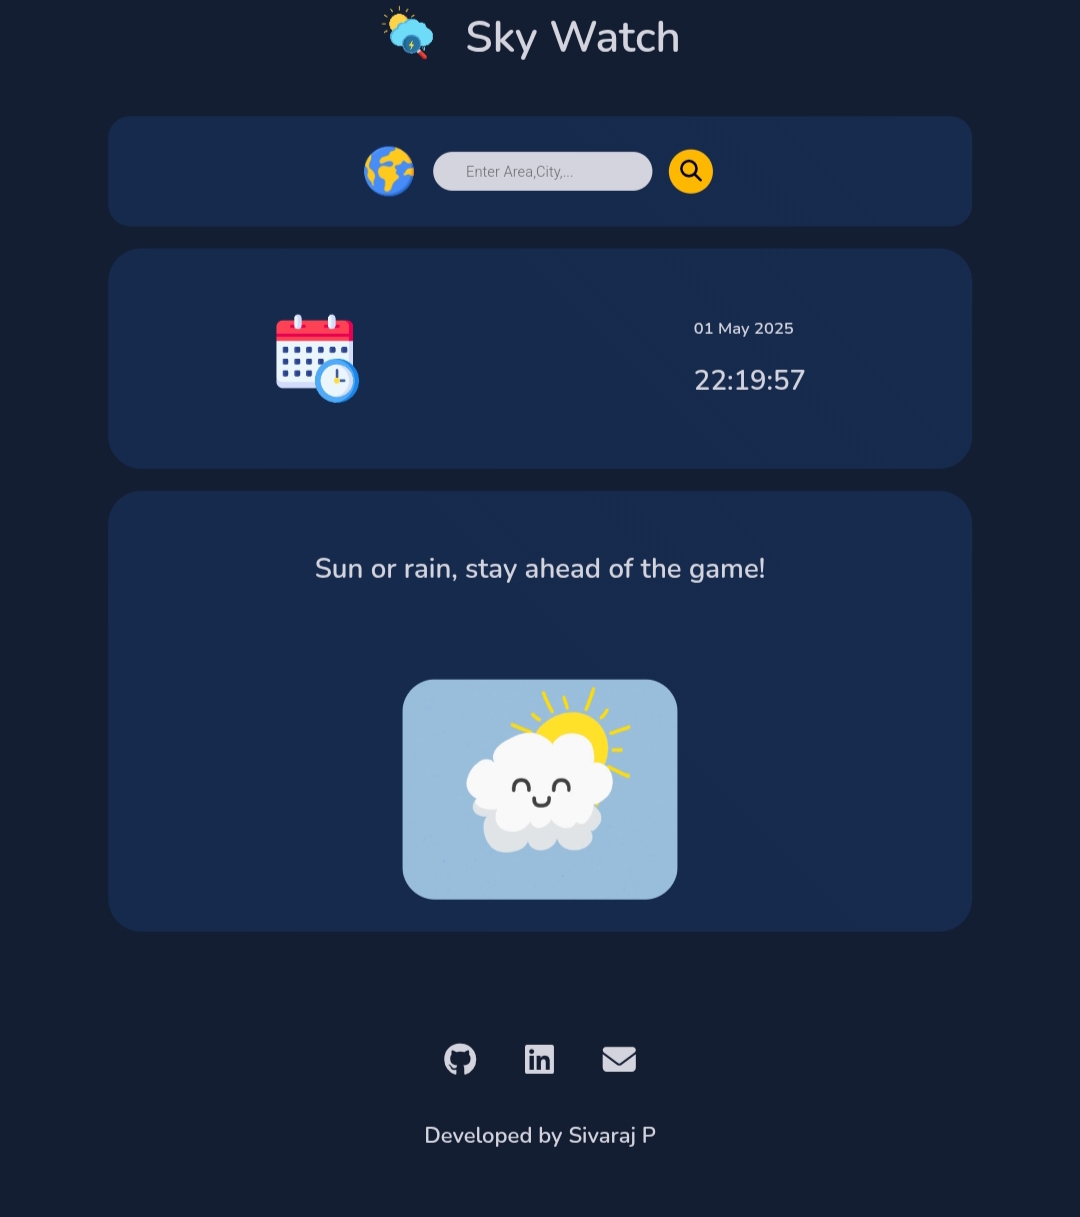 Sky Watch
Enter Area,City,...
01 May 2025
22:19:57
Sun or rain, stay ahead of the game!
Developed by Sivaraj P